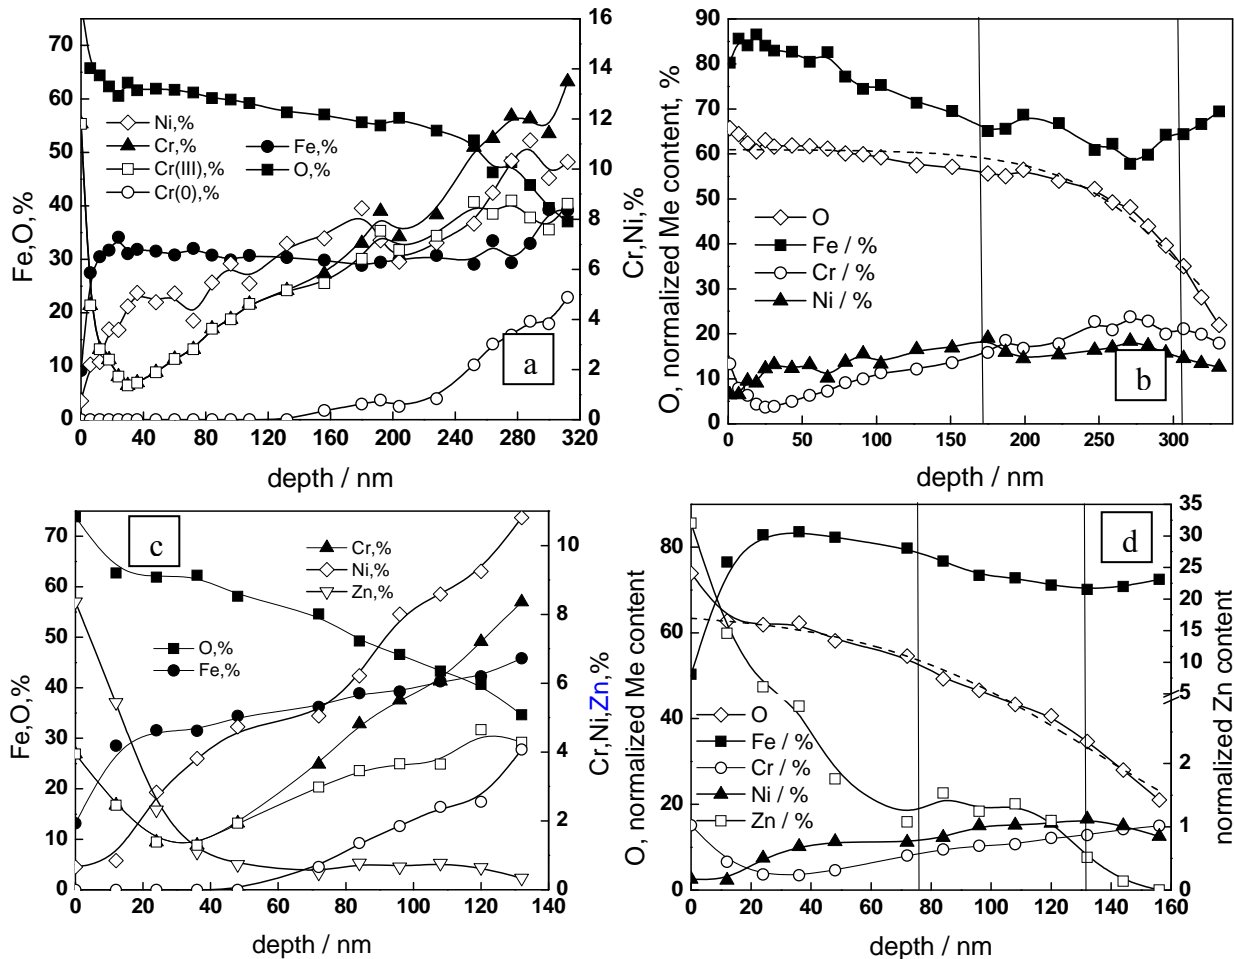 70
60
50
40
30
20
10
0
Fe,O,%
16
14
12
10
8
6
4
2
0
Cr,Ni,%
Ni,%
Cr,%
Cr(III),%
Cr(0),%
Fe,%
O,%
a
0 40 80 120 160 200 240 280 320
depth / nm
90
80
70
60
50
40
30
20
10
0
O, normalized Me content, %
O
Fe / %
Cr / %
Ni / %
b
0 50 100 150 200 250 300
depth / nm
70
60
50
40
30
20
10
0
Fe,O,%
10
8
6
4
2
0
Cr,Ni,Zn,%
c
Cr,%
Ni,%
Zn,%
O,%
Fe,%
0 20 40 60 80 100 120 140
depth / nm
80
60
40
20
0
O, normalized Me content
35
30
25
20
15
10
5
2
1
0
normalized Zn content
d
O
Fe / %
Cr / %
Ni / %
Zn / %
0 20 40 60 80 100 120 140 160
depth / nm